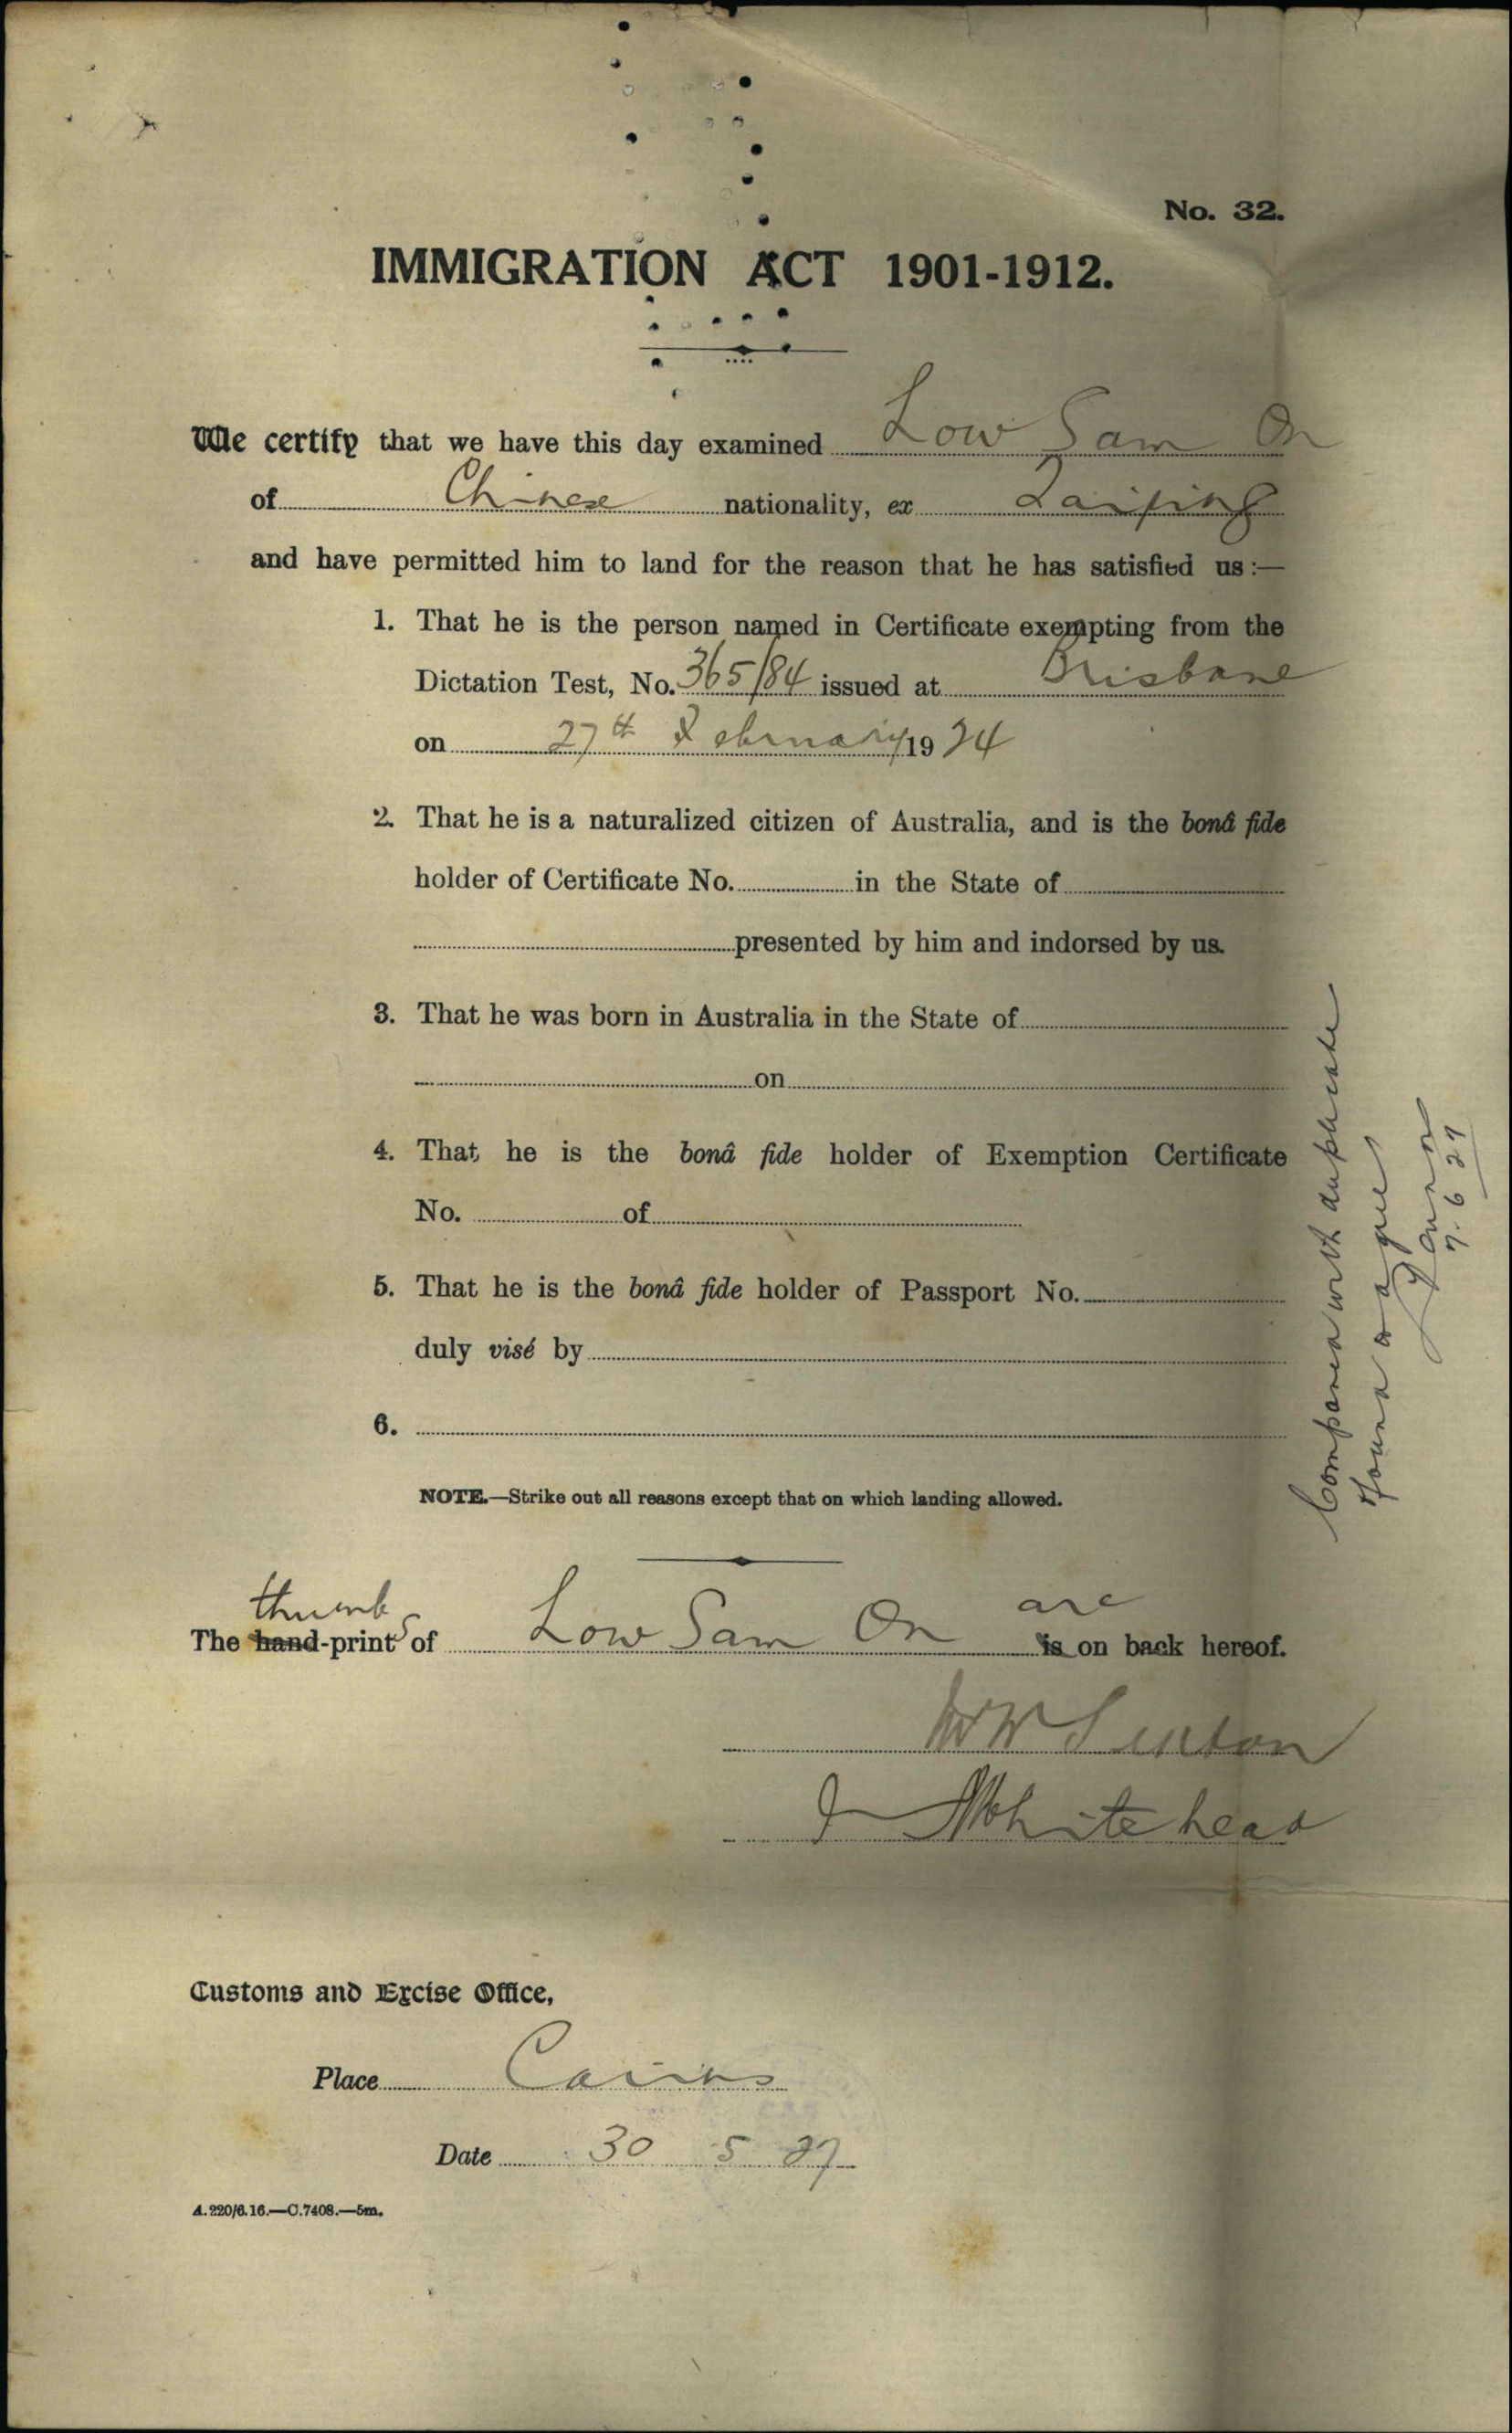 No. 32.
IMMIGRATION ACT 1901-1912.
We certify that we have this day examined Low Sam On
of Chinese nationality, ex Taiping
and have permitted him to land for the reason that he has satisfied us:—
1. That he is the person named in Certificate exempting from the
Dictation Test, No. 365/84 issued at Brisbane
on 27th February 1924
2. That he is a naturalized citizen of Australia, and is the bonâ fide
holder of Certificate No. in the State of
presented by him and indorsed by us.
3. That he was born in Australia in the State of
on
4. That he is the bonâ fide holder of Exemption Certificate
No. of
5. That he is the bonâ fide holder of Passport No.
duly visé by
6.
NOTE.—Strike out all reasons except that on which landing allowed.
Compared with duplicate
found to agree
7.6.27
thumb are
The hand-prints of Low Sam On is on back hereof.
Whitehead
Customs and Excise Office,
Place Cairns
Date 30 5 27
A.220/6.16.—C.7408.—5m.